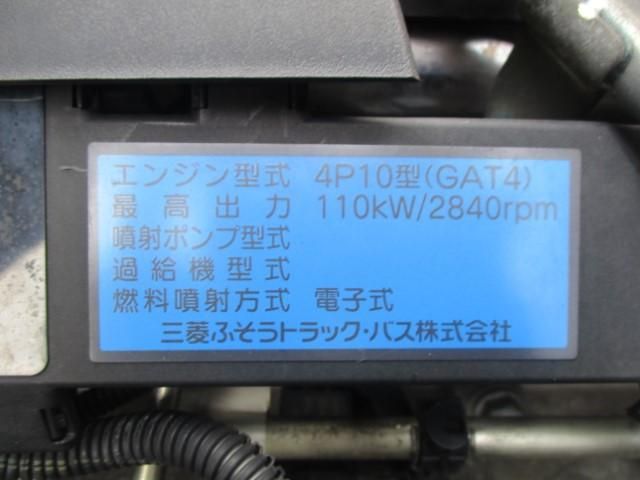 エンジン型式 4P10型(GAT4)
最高出力 110kW/2840rpm
噴射ポンプ型式
過給機型式
燃料噴射方式 電子式
三菱ふそうトラック・バス株式会社